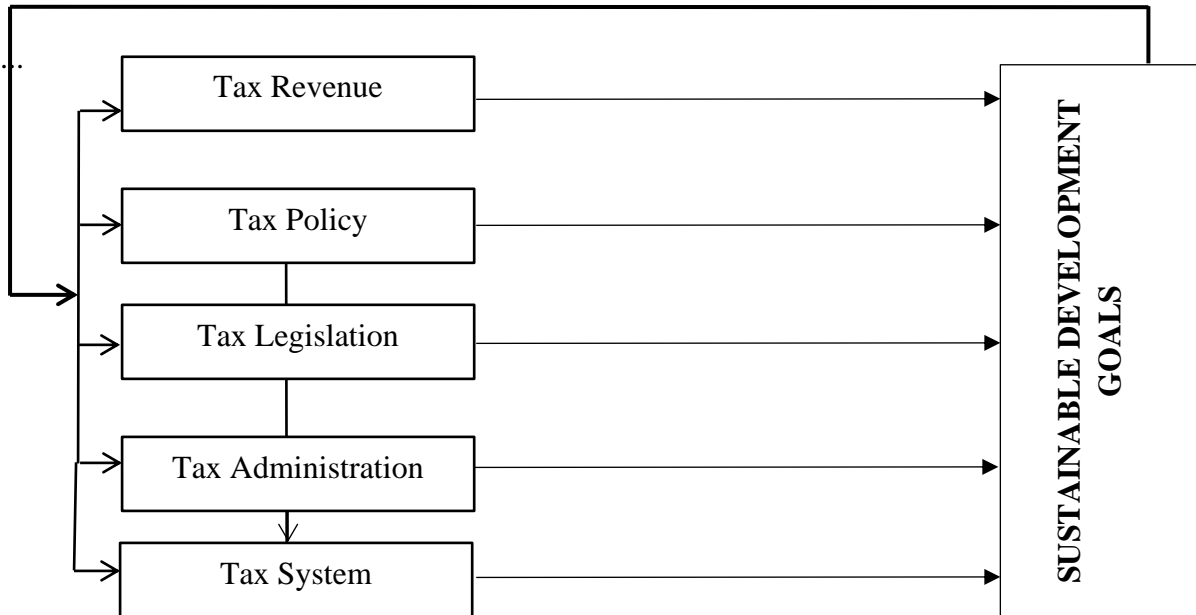 ...
Tax Revenue
Tax Policy
Tax Legislation
Tax Administration
Tax System
SUSTAINABLE DEVELOPMENT
GOALS